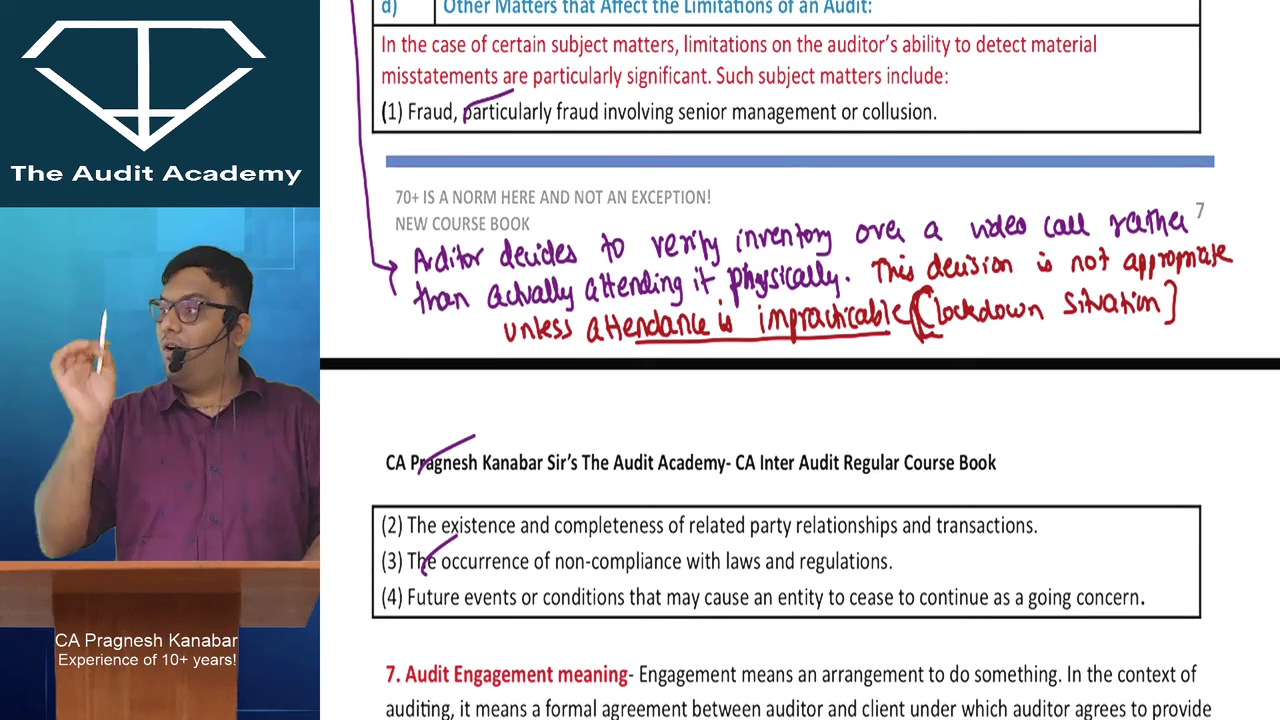 The Audit Academy
CA Pragnesh Kanabar
Experience of 10+ years!
d) Other Matters that Affect the Limitations of an Audit:
In the case of certain subject matters, limitations on the auditor's ability to detect material
misstatements are particularly significant. Such subject matters include:
(1) Fraud, particularly fraud involving senior management or collusion.
70+ IS A NORM HERE AND NOT AN EXCEPTION!
NEW COURSE BOOK
7
Auditor decides to verify inventory over a video call rather
than actually attending it physically. This decision is not appropriate
unless attendance is impracticable [lockdown situation]
CA Pragnesh Kanabar Sir's The Audit Academy- CA Inter Audit Regular Course Book
(2) The existence and completeness of related party relationships and transactions.
(3) The occurrence of non-compliance with laws and regulations.
(4) Future events or conditions that may cause an entity to cease to continue as a going concern.
7. Audit Engagement meaning- Engagement means an arrangement to do something. In the context of
auditing, it means a formal agreement between auditor and client under which auditor agrees to provide